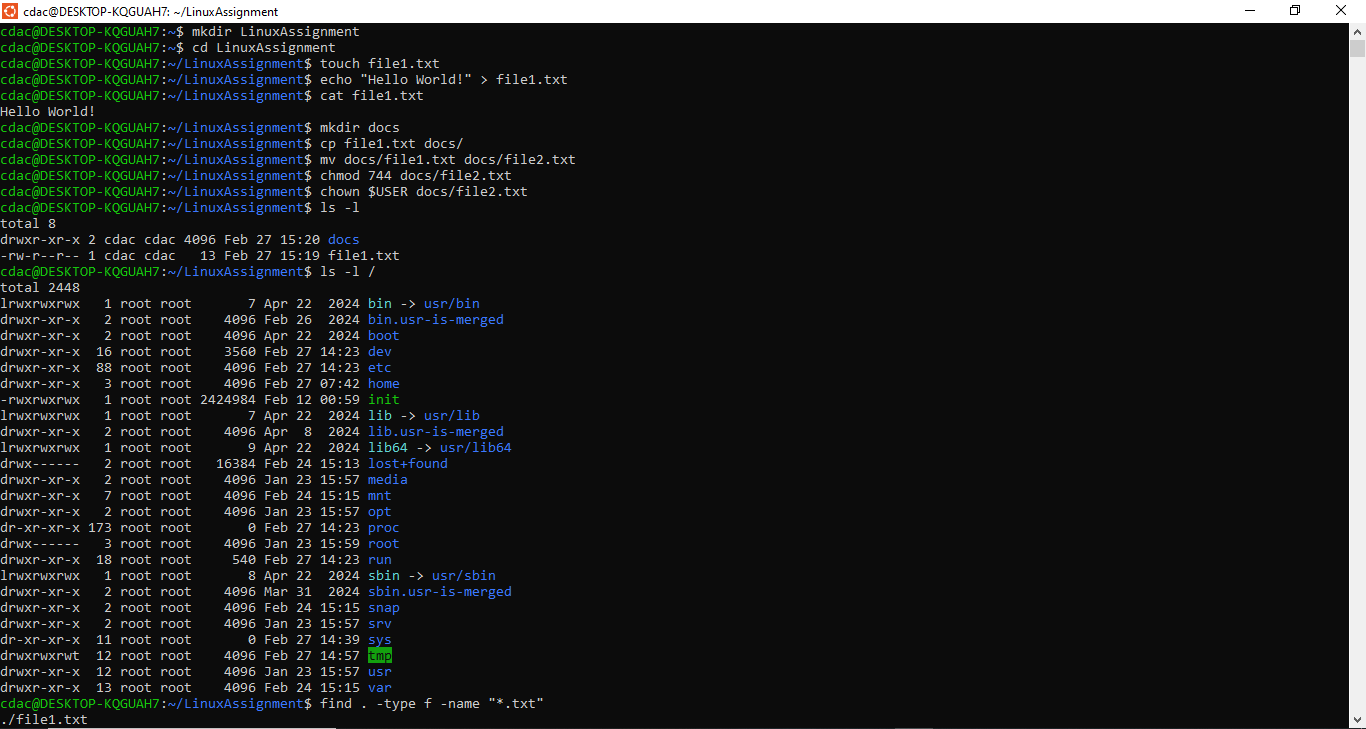 cdac@DESKTOP-KQGUAH7: ~/LinuxAssignment
cdac@DESKTOP-KQGUAH7:~$ mkdir LinuxAssignment
cdac@DESKTOP-KQGUAH7:~$ cd LinuxAssignment
cdac@DESKTOP-KQGUAH7:~/LinuxAssignment$ touch file1.txt
cdac@DESKTOP-KQGUAH7:~/LinuxAssignment$ echo "Hello World!" > file1.txt
cdac@DESKTOP-KQGUAH7:~/LinuxAssignment$ cat file1.txt
Hello World!
cdac@DESKTOP-KQGUAH7:~/LinuxAssignment$ mkdir docs
cdac@DESKTOP-KQGUAH7:~/LinuxAssignment$ cp file1.txt docs/
cdac@DESKTOP-KQGUAH7:~/LinuxAssignment$ mv docs/file1.txt docs/file2.txt
cdac@DESKTOP-KQGUAH7:~/LinuxAssignment$ chmod 744 docs/file2.txt
cdac@DESKTOP-KQGUAH7:~/LinuxAssignment$ chown $USER docs/file2.txt
cdac@DESKTOP-KQGUAH7:~/LinuxAssignment$ ls -l
total 8
drwxr-xr-x 2 cdac cdac 4096 Feb 27 15:20 docs
-rw-r--r-- 1 cdac cdac   13 Feb 27 15:19 file1.txt
cdac@DESKTOP-KQGUAH7:~/LinuxAssignment$ ls -l /
total 2448
lrwxrwxrwx   1 root root       7 Apr 22  2024 bin -> usr/bin
drwxr-xr-x   2 root root    4096 Feb 26  2024 bin.usr-is-merged
drwxr-xr-x   2 root root    4096 Apr 22  2024 boot
drwxr-xr-x  16 root root    3560 Feb 27 14:23 dev
drwxr-xr-x  88 root root    4096 Feb 27 14:23 etc
drwxr-xr-x   3 root root    4096 Feb 27 07:42 home
-rwxrwxrwx   1 root root 2424984 Feb 12 00:59 init
lrwxrwxrwx   1 root root       7 Apr 22  2024 lib -> usr/lib
drwxr-xr-x   2 root root    4096 Apr  8  2024 lib.usr-is-merged
lrwxrwxrwx   1 root root       9 Apr 22  2024 lib64 -> usr/lib64
drwx------   2 root root   16384 Feb 24 15:13 lost+found
drwxr-xr-x   2 root root    4096 Jan 23 15:57 media
drwxr-xr-x   7 root root    4096 Feb 24 15:15 mnt
drwxr-xr-x   2 root root    4096 Jan 23 15:57 opt
dr-xr-xr-x 173 root root       0 Feb 27 14:23 proc
drwx------   3 root root    4096 Jan 23 15:59 root
drwxr-xr-x  18 root root     540 Feb 27 14:23 run
lrwxrwxrwx   1 root root       8 Apr 22  2024 sbin -> usr/sbin
drwxr-xr-x   2 root root    4096 Mar 31  2024 sbin.usr-is-merged
drwxr-xr-x   2 root root    4096 Feb 24 15:15 snap
drwxr-xr-x   2 root root    4096 Jan 23 15:57 srv
dr-xr-xr-x  11 root root       0 Feb 27 14:39 sys
drwxrwxrwt  12 root root    4096 Feb 27 14:57 tmp
drwxr-xr-x  12 root root    4096 Jan 23 15:57 usr
drwxr-xr-x  13 root root    4096 Feb 24 15:15 var
cdac@DESKTOP-KQGUAH7:~/LinuxAssignment$ find . -type f -name "*.txt"
./file1.txt